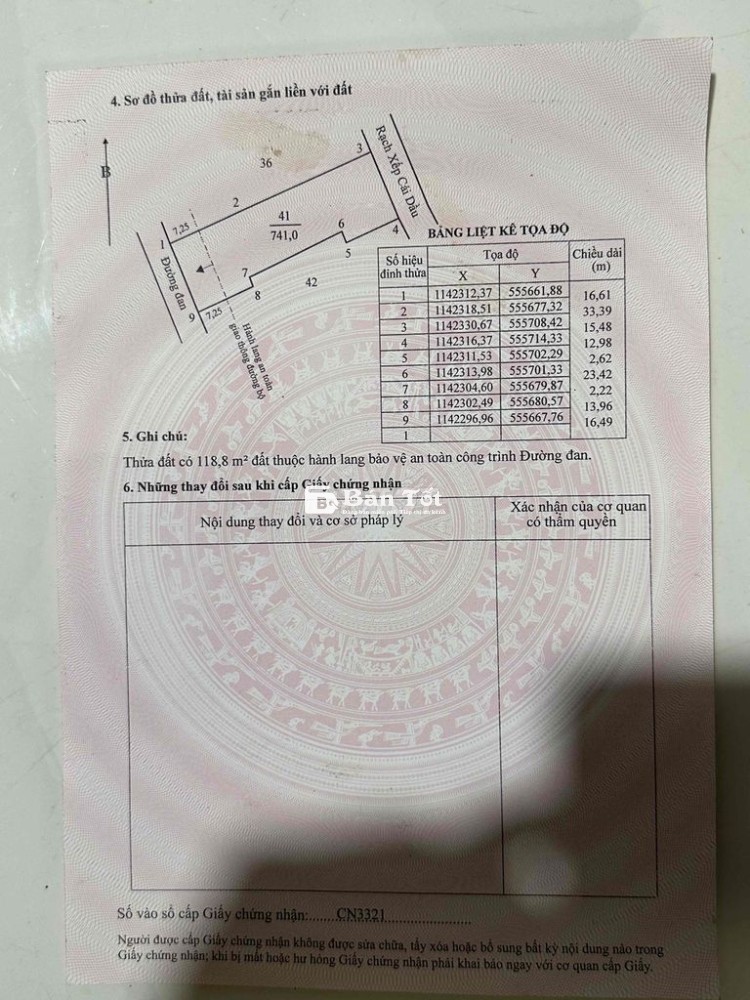 4. Sơ đồ thửa đất, tài sản gắn liền với đất
B
36
3
Rạch Xếp Cái Dầu
2
7,25
1
41
741,0
6
4
5
Đường đan
7
8
42
9
7,25
Hành lang an toàn
giao thông đường bộ
BẢNG LIỆT KÊ TỌA ĐỘ
Số hiệu đỉnh thửa Tọa độ Chiều dài (m)
X Y
1 1142312,37 555661,88
16,61
2 1142318,51 555677,32
33,39
3 1142330,67 555708,42
15,48
4 1142316,37 555714,33
12,98
5 1142311,53 555702,29
2,62
6 1142313,98 555701,33
23,42
7 1142304,60 555679,87
2,22
8 1142302,49 555680,57
13,96
9 1142296,96 555667,76
16,49
1
5. Ghi chú:
Thửa đất có 118,8 m² đất thuộc hành lang bảo vệ an toàn công trình Đường đan.
6. Những thay đổi sau khi cấp Giấy chứng nhận
Bán Tốt
Nội dung thay đổi và cơ sở pháp lý
Xác nhận của cơ quan
có thẩm quyền
Số vào sổ cấp Giấy chứng nhận:.......CN3321......................
Người được cấp Giấy chứng nhận không được sửa chữa, tẩy xóa hoặc bổ sung bất kỳ nội dung nào trong
Giấy chứng nhận; khi bị mất hoặc hư hỏng Giấy chứng nhận phải khai báo ngay với cơ quan cấp Giấy.